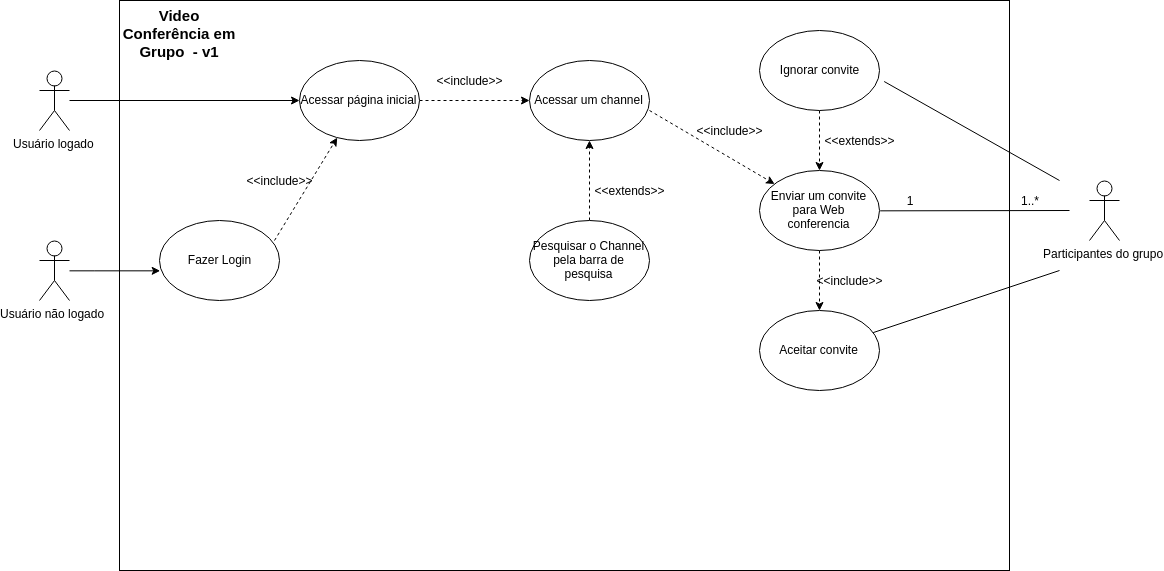 Video
Conferência em
Grupo - v1
Usuário logado
Acessar página inicial
<<include>>
Acessar um channel
Ignorar convite
<<include>>
<<extends>>
<<include>>
<<extends>>
Enviar um convite
para Web
conferencia
1
1..*
Participantes do grupo
Usuário não logado
Fazer Login
Pesquisar o Channel
pela barra de
pesquisa
<<include>>
Aceitar convite